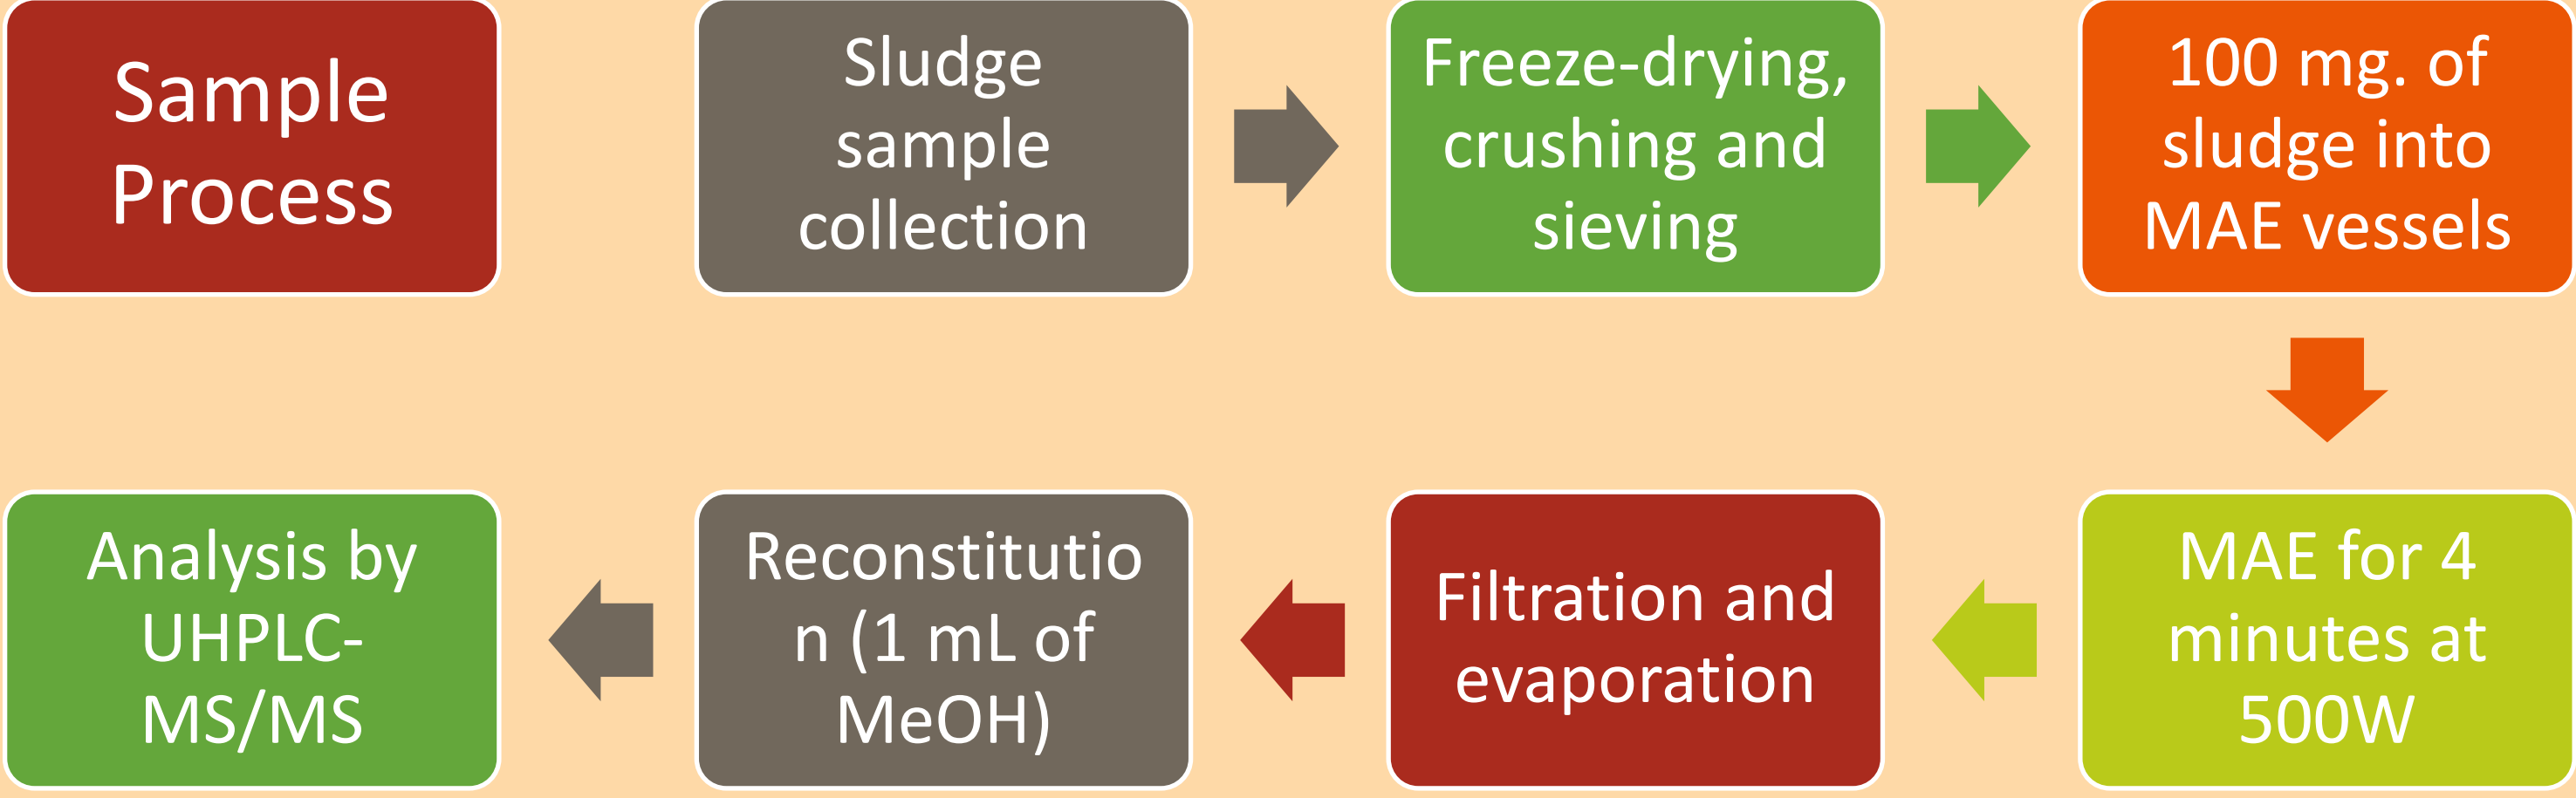 Sample
Process
Sludge
sample
collection
Freeze-drying,
crushing and
sieving
100 mg. of
sludge into
MAE vessels
MAE for 4
minutes at
500W
Filtration and
evaporation
Reconstitutio
n (1 mL of
MeOH)
Analysis by
UHPLC-
MS/MS